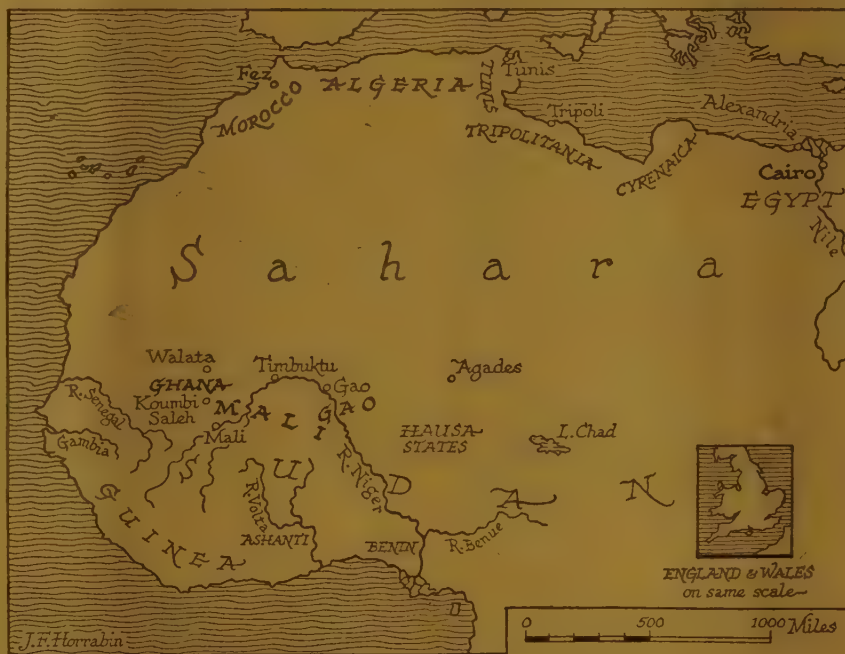 Fez
ALGERIA
MOROCCO
TUNIS
Tunis
Tripoli
TRIPOLITANIA
CYRENAICA
Alexandria
Cairo
EGYPT
Nile
Sahara
Walata
GHANA
Koumbi
Saleh
Timbuktu
Gao
Agades
R. Senegal
Gambia
MALI
GAO
Mali
HAUSA
STATES
L. Chad
SUDAN
R. Niger
R. Volta
GUINEA
ASHANTI
BENIN
R. Benue
ENGLAND & WALES
on same scale
0 500 1000 Miles
J.F. Horrabin